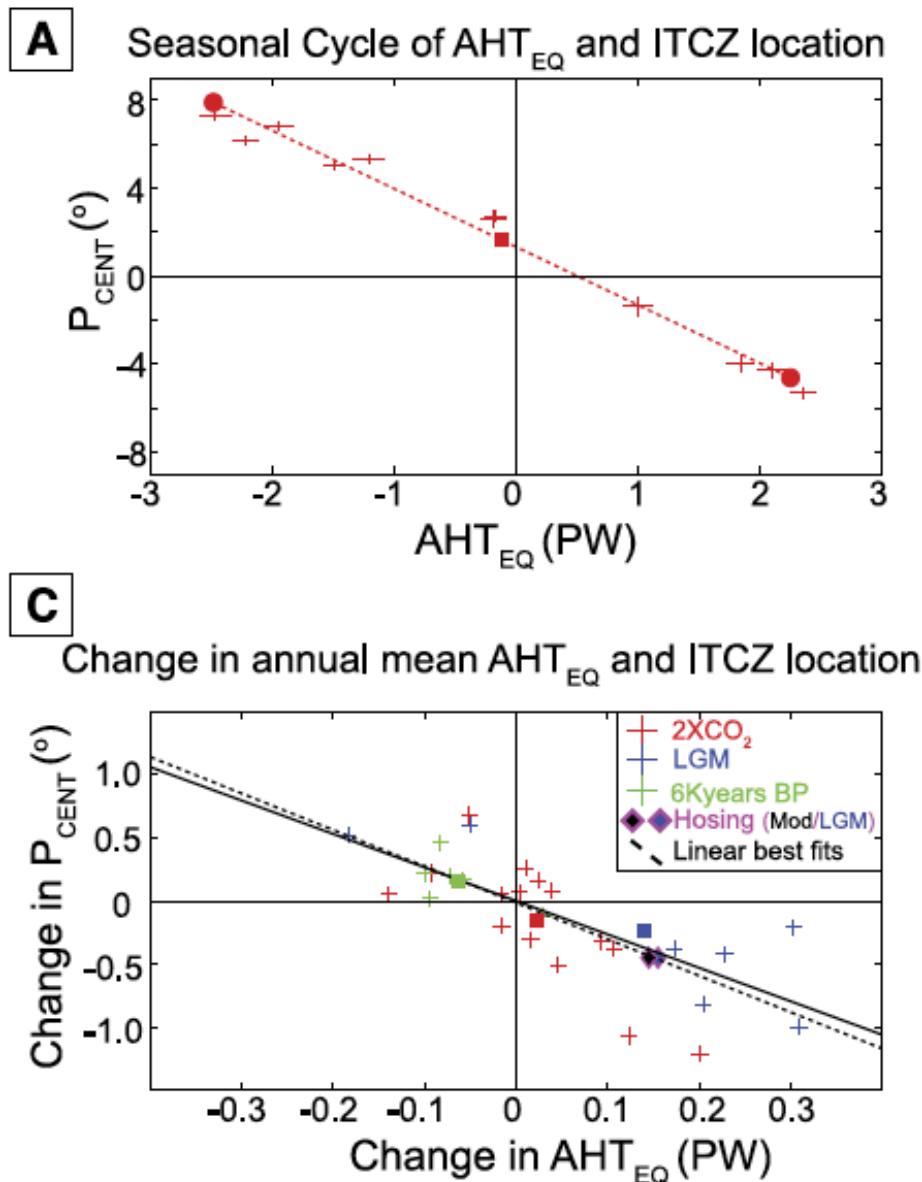 A
Seasonal Cycle of AHT_EQ and ITCZ location
8
4
0
-4
-8
P_CENT (º)
-3 -2 -1 0 1 2 3
AHT_EQ (PW)
C
Change in annual mean AHT_EQ and ITCZ location
2XCO₂
LGM
6Kyears BP
Hosing (Mod/LGM)
Linear best fits
1.0
0.5
0
-0.5
-1.0
Change in P_CENT (º)
-0.3 -0.2 -0.1 0 0.1 0.2 0.3
Change in AHT_EQ (PW)